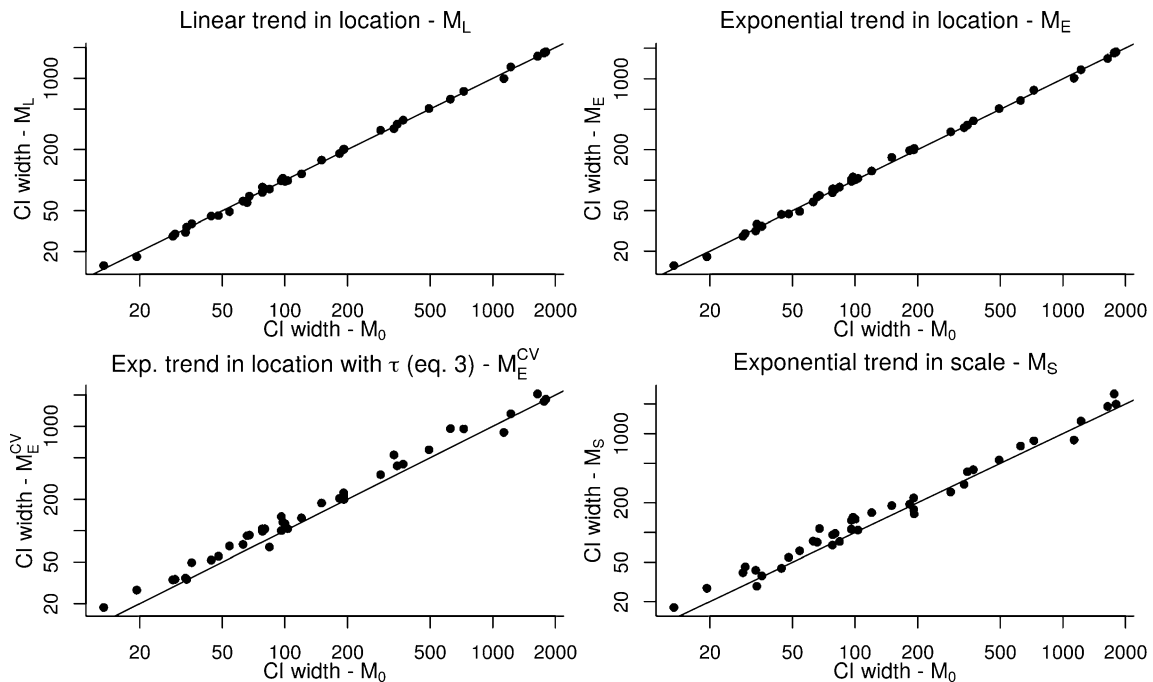 Linear trend in location - M_L
CI width - M_L
1000
200
50
20
20 50 100 200 500 1000 2000
CI width - M_0
Exponential trend in location - M_E
CI width - M_E
1000
200
50
20
20 50 100 200 500 1000 2000
CI width - M_0
Exp. trend in location with τ (eq. 3) - M_E^CV
CI width - M_E^CV
1000
200
50
20
20 50 100 200 500 1000 2000
CI width - M_0
Exponential trend in scale - M_S
CI width - M_S
1000
200
50
20
20 50 100 200 500 1000 2000
CI width - M_0